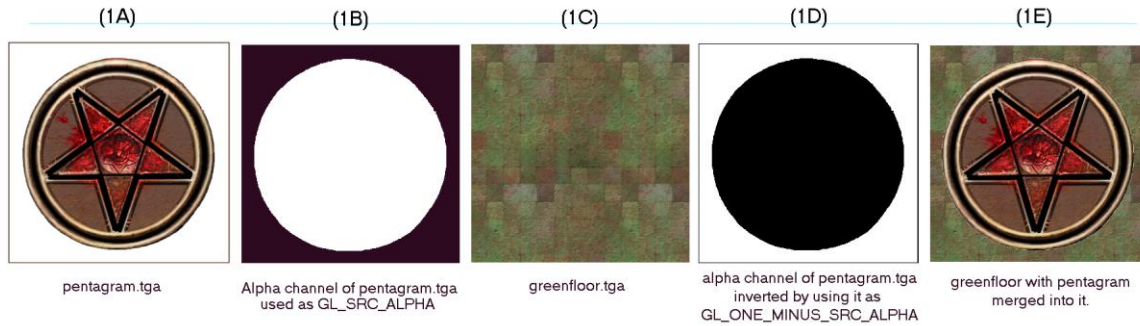 (1A)
(1B)
(1C)
(1D)
(1E)
pentagram.tga
Alpha channel of pentagram.tga
used as GL_SRC_ALPHA
greenfloor.tga
alpha channel of pentagram.tga
inverted by using it as
GL_ONE_MINUS_SRC_ALPHA
greenfloor with pentagram
merged into it.